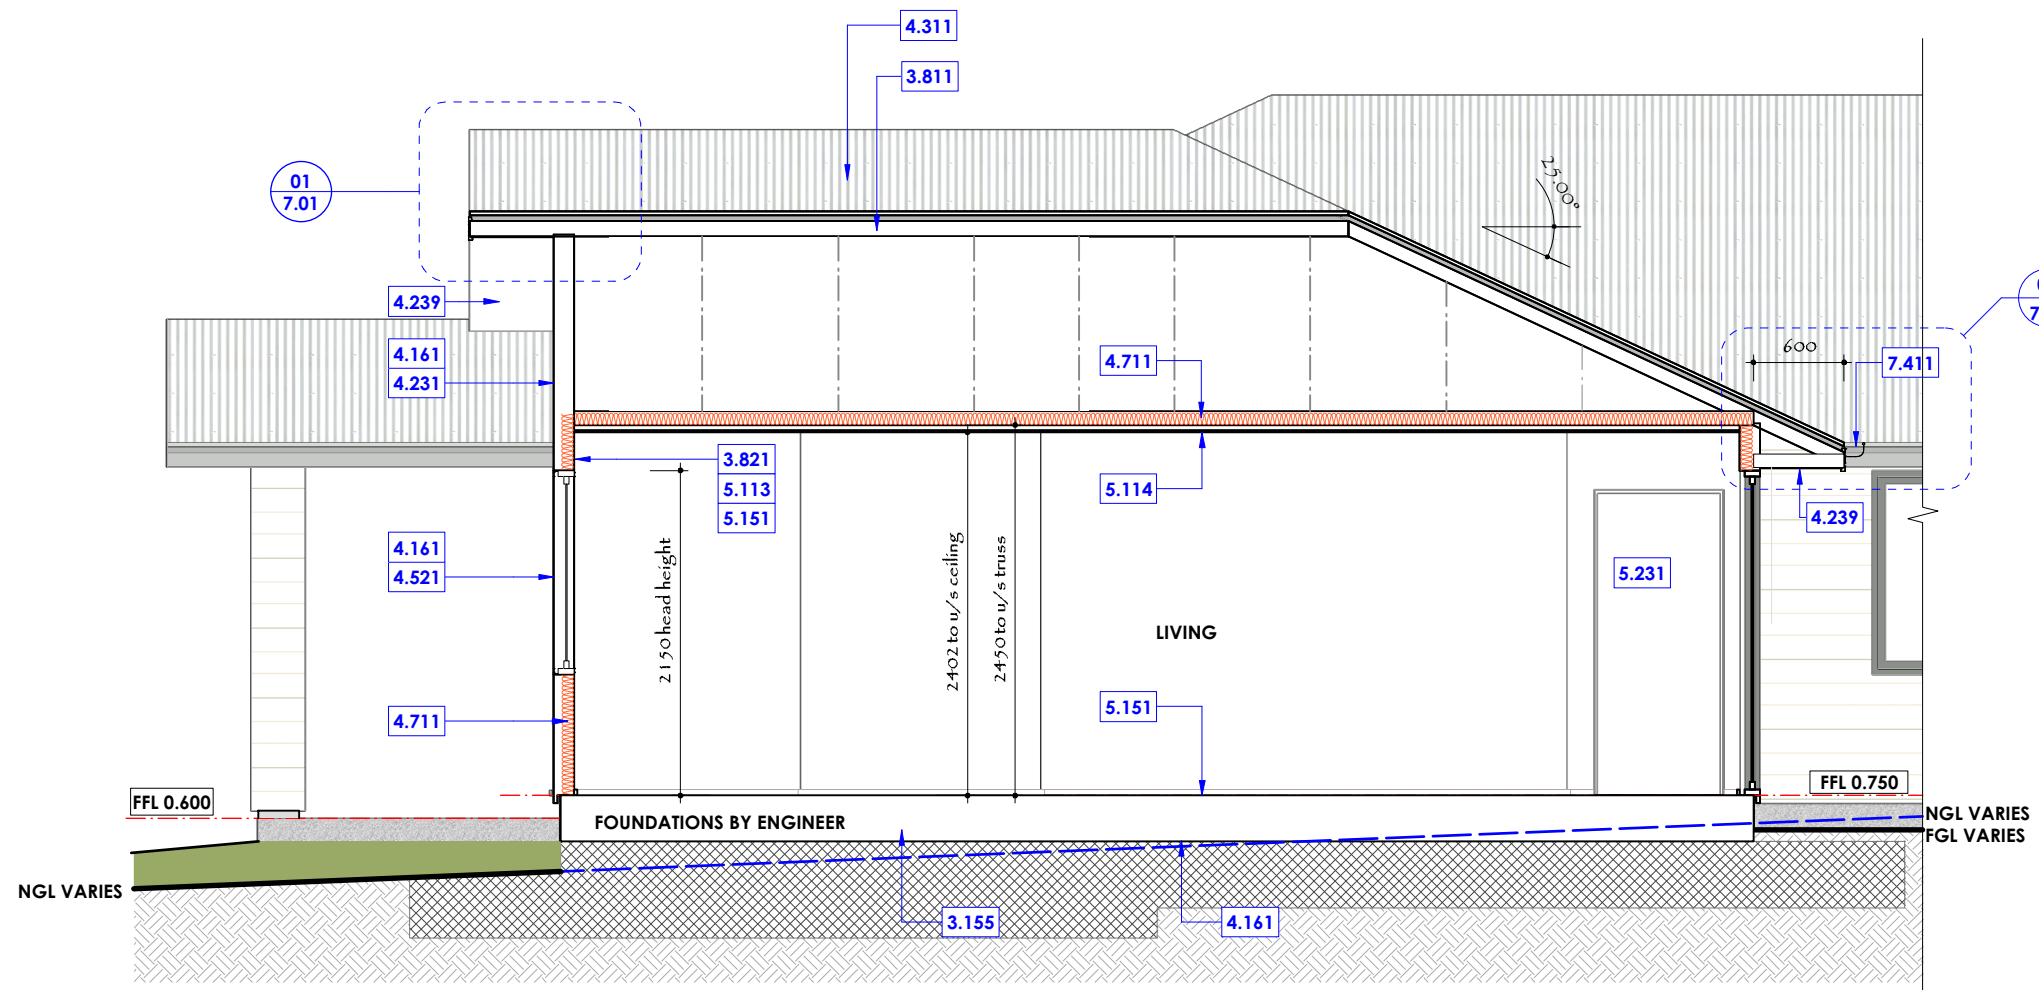 4.311
3.811
01
7.01
25.00°
4.239
4.161
4.231
4.711
600
7.411
3.821
5.113
5.151
5.114
4.239
4.161
4.521
2150 head height
2402 to u/s ceiling
2450 to u/s truss
5.231
LIVING
4.711
5.151
FFL 0.600
FFL 0.750
FOUNDATIONS BY ENGINEER
NGL VARIES
FGL VARIES
NGL VARIES
3.155
4.161